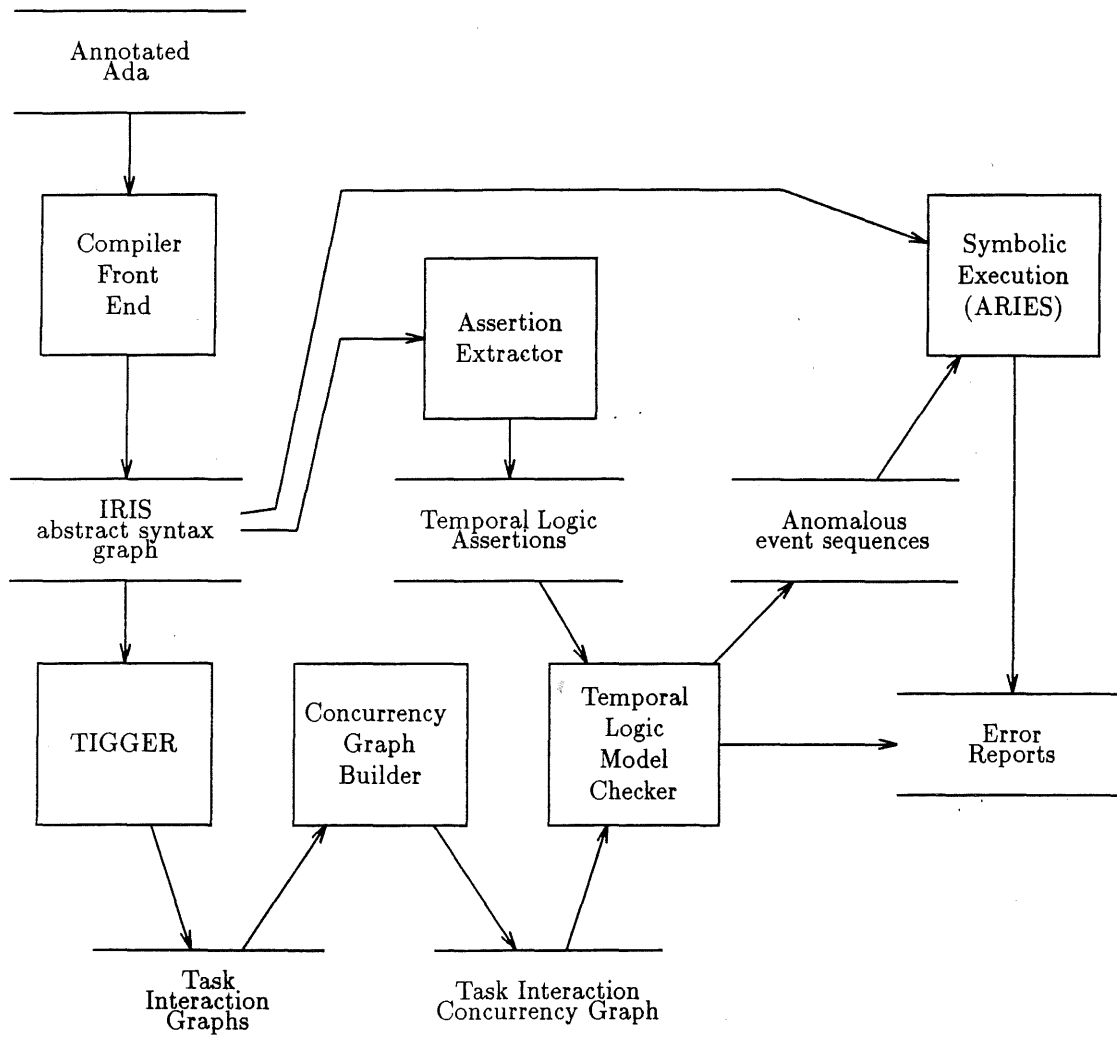 Annotated
Ada
Compiler
Front
End
Symbolic
Execution
(ARIES)
Assertion
Extractor
IRIS
abstract syntax
graph
Temporal Logic
Assertions
Anomalous
event sequences
TIGGER
Concurrency
Graph
Builder
Temporal
Logic
Model
Checker
Error
Reports
Task
Interaction
Graphs
Task Interaction
Concurrency Graph